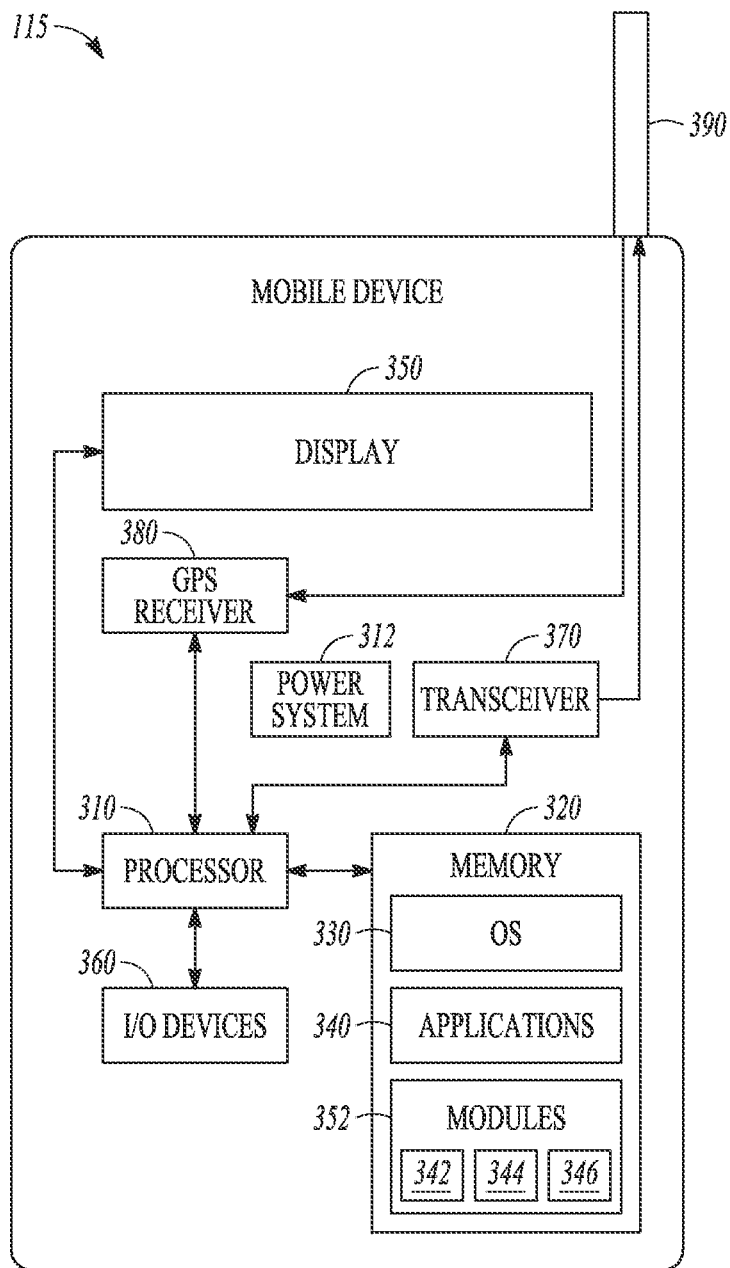 115
390
MOBILE DEVICE
350
DISPLAY
380
GPS
RECEIVER
312
POWER
SYSTEM
370
TRANSCEIVER
310
PROCESSOR
320
MEMORY
330
OS
360
I/O DEVICES
340
APPLICATIONS
352
MODULES
342 344 346